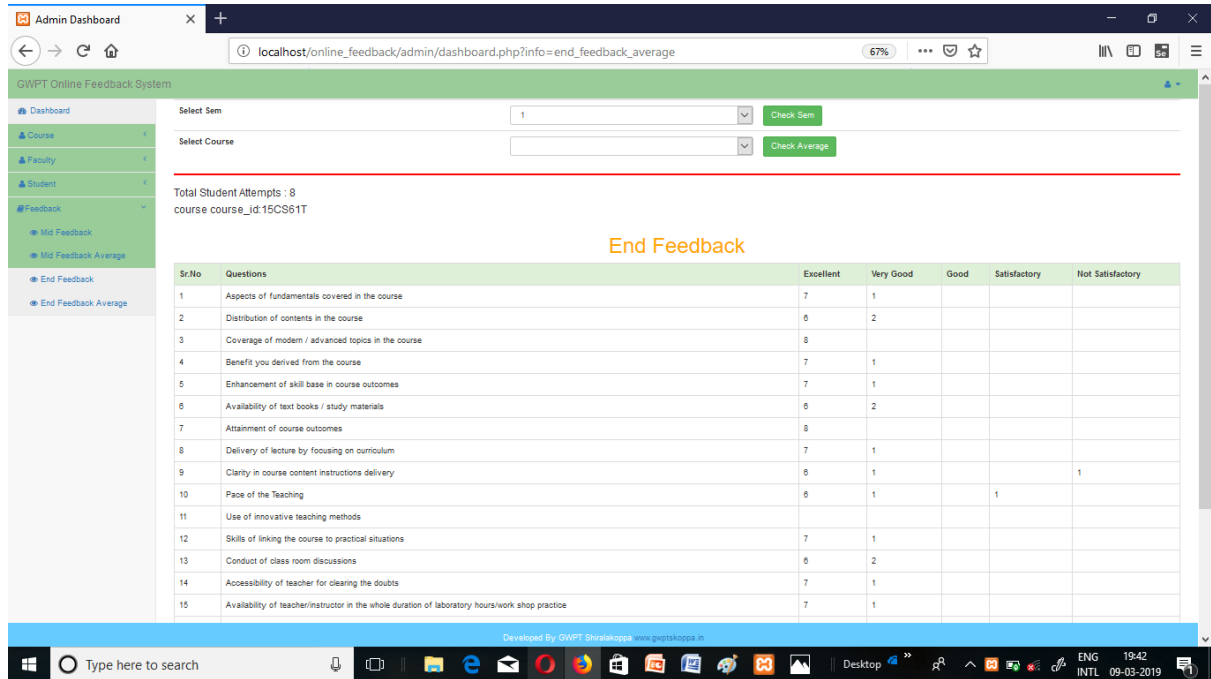 Admin Dashboard
localhost/online_feedback/admin/dashboard.php?info=end_feedback_average 67%
GWPT Online Feedback System
Dashboard
Course
Faculty
Student
Feedback
Mid Feedback
Mid Feedback Average
End Feedback
End Feedback Average
Select Sem 1 Check Sem
Select Course Check Average
Total Student Attempts : 8
course course_id:15CS61T
End Feedback
Sr.No Questions Excellent Very Good Good Satisfactory Not Satisfactory
1 Aspects of fundamentals covered in the course 7 1
2 Distribution of contents in the course 6 2
3 Coverage of modern / advanced topics in the course 8
4 Benefit you derived from the course 7 1
5 Enhancement of skill base in course outcomes 7 1
6 Availability of text books / study materials 6 2
7 Attainment of course outcomes 8
8 Delivery of lecture by focusing on curriculum 7 1
9 Clarity in course content instructions delivery 6 1 1
10 Pace of the Teaching 6 1 1
11 Use of innovative teaching methods
12 Skills of linking the course to practical situations 7 1
13 Conduct of class room discussions 6 2
14 Accessibility of teacher for clearing the doubts 7 1
15 Availability of teacher/instructor in the whole duration of laboratory hours/work shop practice 7 1
Developed By GWPT Shiralakoppa www.gwptskoppa.in
Type here to search
Desktop
ENG 19:42
INTL 09-03-2019